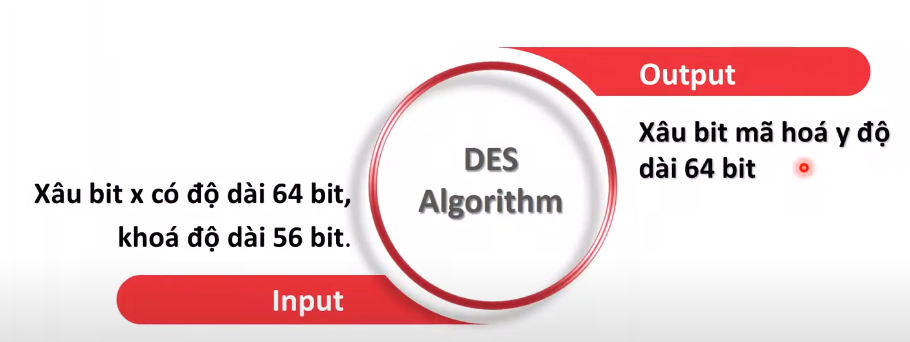 Output
Xâu bit mã hoá y độ
dài 64 bit
DES
Algorithm
Xâu bit x có độ dài 64 bit,
khoá độ dài 56 bit.
Input